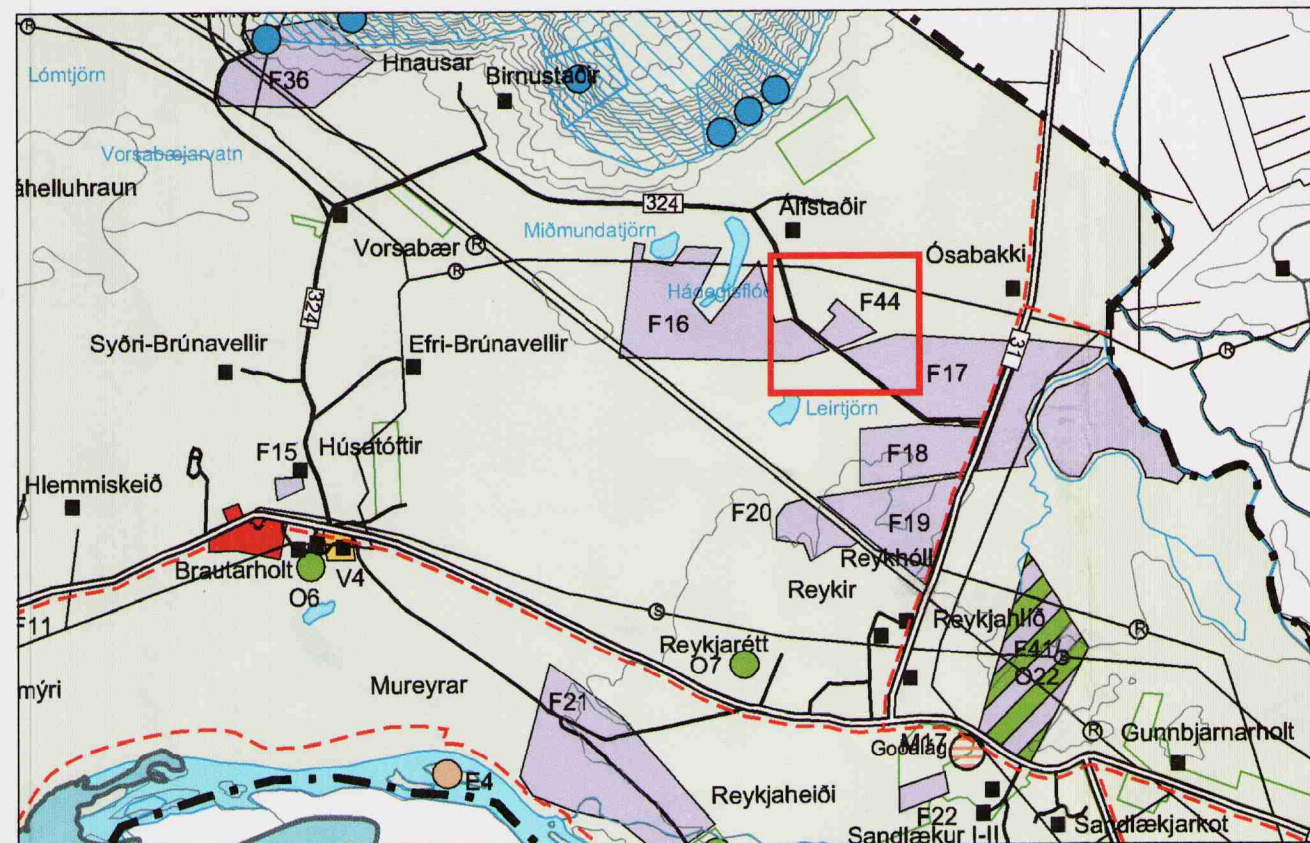 R
Lómtjörn
F36
Hnausar
Birnustaðir
Vorsabæjarvatn
áhelluhraun
324
Miðmundatjörn
Álfstaðir
Vorsabær
R
R
Ósabakki
Hádegisfló
F44
F16
324
Syðri-Brúnavellir
Efri-Brúnavellir
31
R
F17
Leirtjörn
F15
Húsatóftir
F18
Hlemmiskeið
F20
F19
Reykhóll
Brautarholt
V4
O6
Reykir
S
F11
Reykjahlíð
R
Reykjarétt
O7
F41/
S
O22
mýri
Mureyrar
F21
M17
R
Gunnbjarnarholt
E4
Reykjaheiði
F22
Sandlækur I-II
Sandlækjarkot